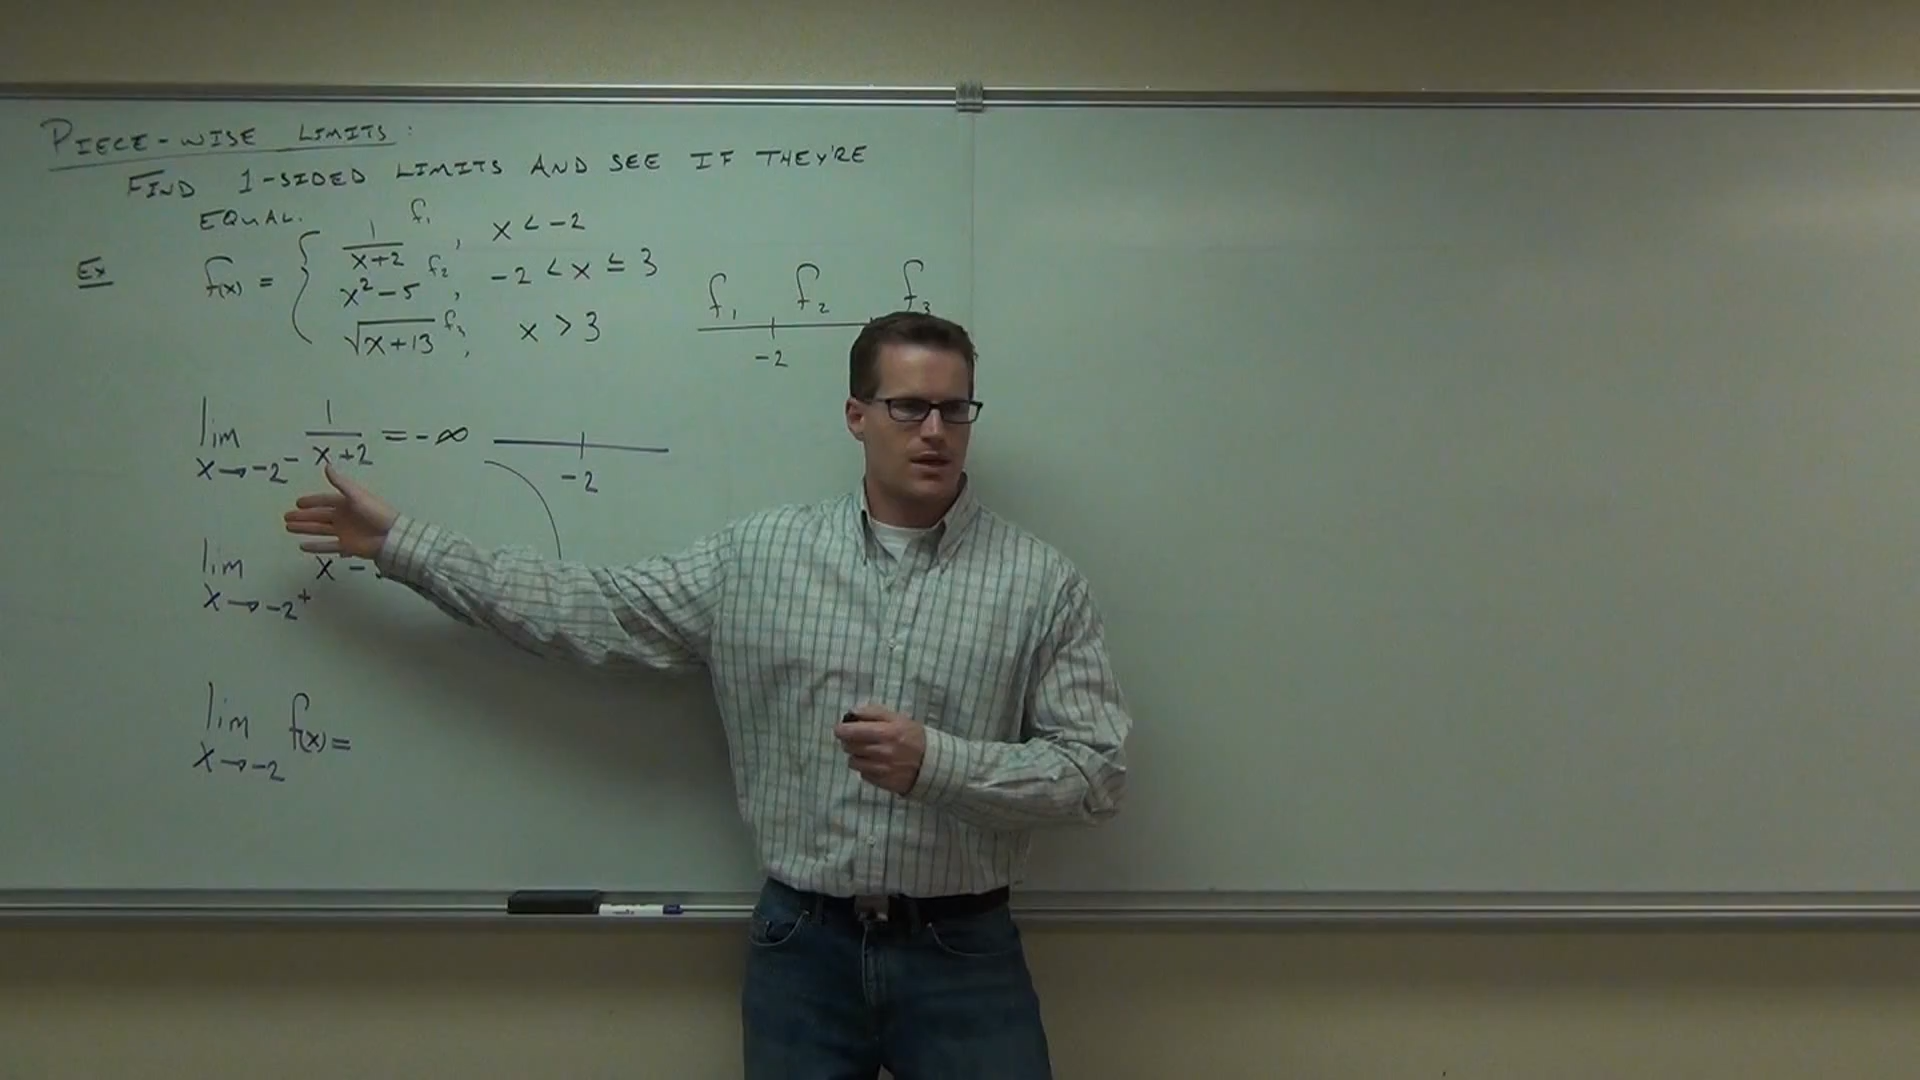 PIECE-WISE LIMITS:
FIND 1-SIDED LIMITS AND SEE IF THEY'RE
EQUAL.
Ex f(x) = {
1/(x+2) f₁, x < -2
x² - 5 f₂, -2 < x ≤ 3
√(x+13) f₃, x > 3
f₁ f₂ f₃
-2
lim x→-2⁻ 1/(x+2) = -∞
-2
lim x→-2⁺ x -
lim x→-2 f(x) =